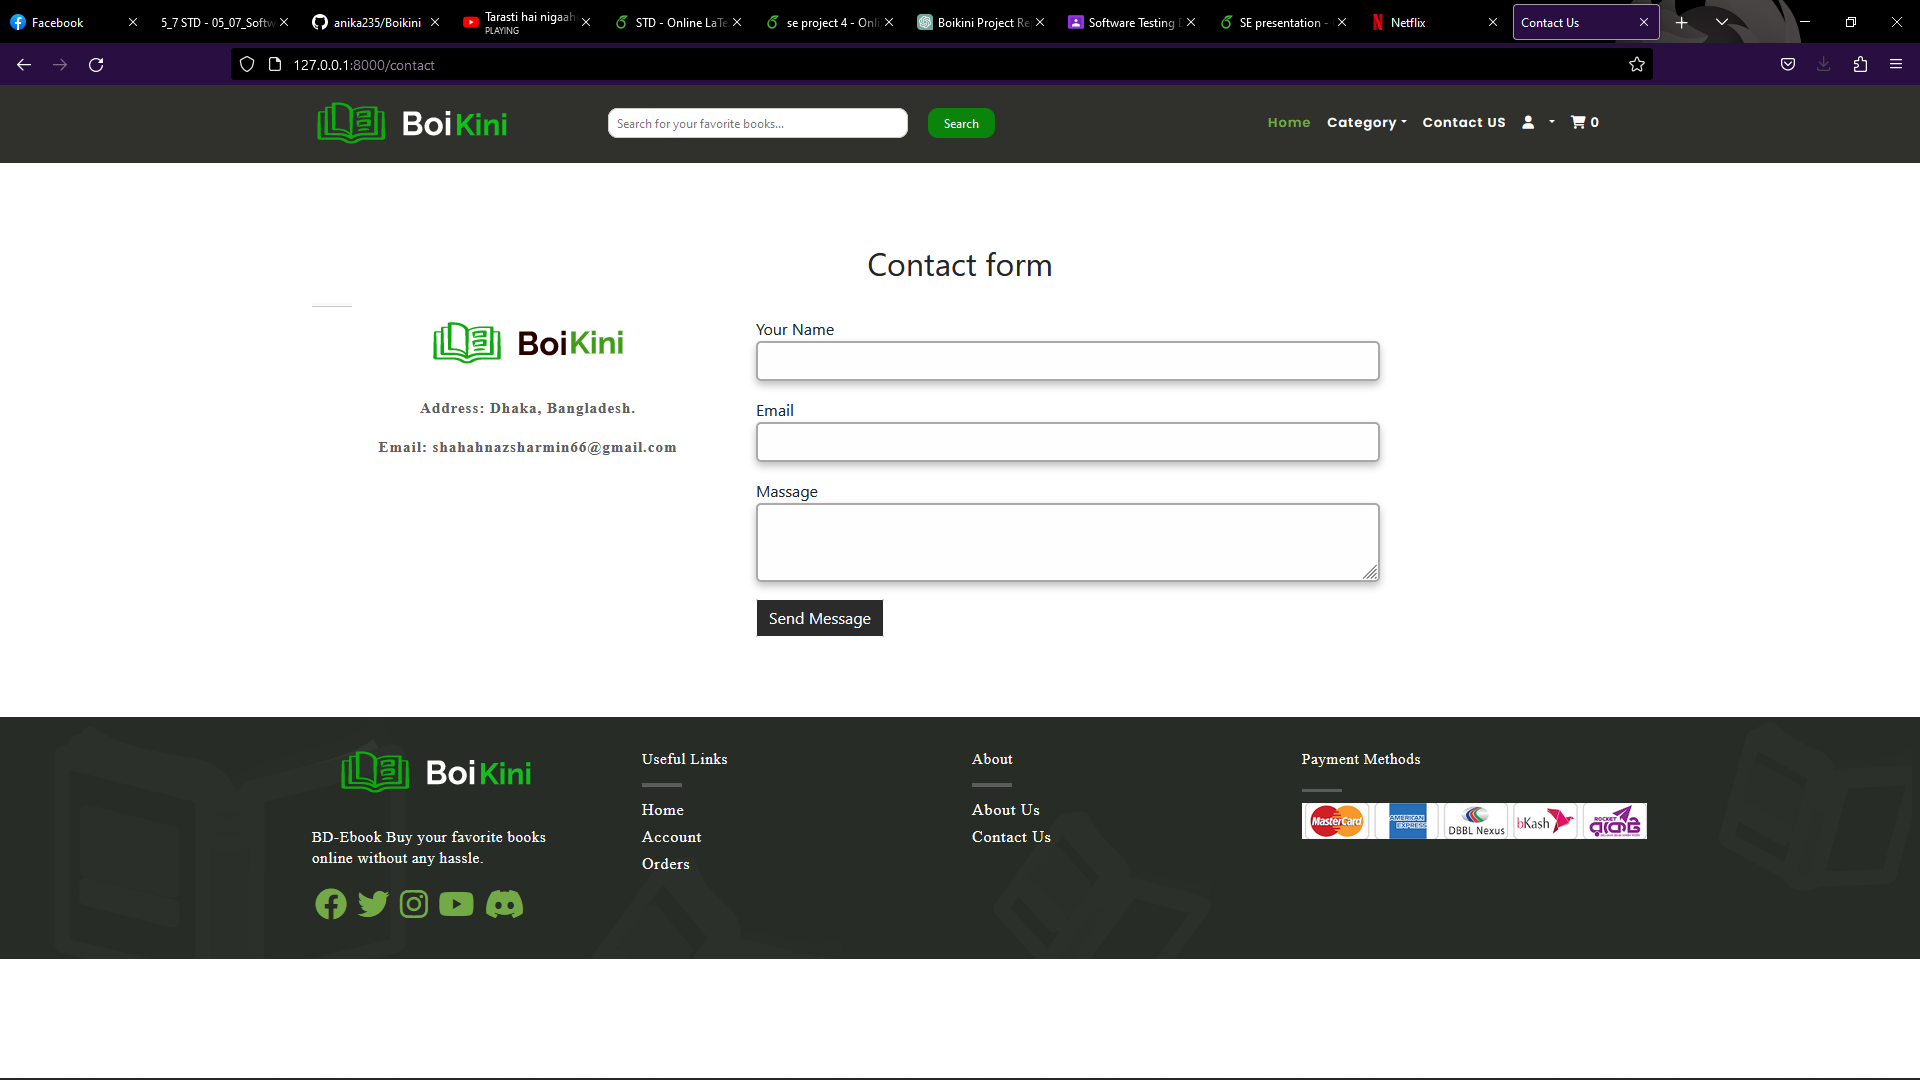 Facebook
5_7 STD - 05_07_Softw
anika235/Boikini
Tarasti hai nigaah
PLAYING
STD - Online LaTe
se project 4 - Onli
Boikini Project Re
Software Testing D
SE presentation -
Netflix
Contact Us
127.0.0.1:8000/contact
BoiKini
Search for your favorite books...
Search
Home
Category
Contact US
0
Contact form
BoiKini
Address: Dhaka, Bangladesh.
Email: shahahnazsharmin66@gmail.com
Your Name
Email
Massage
Send Message
BoiKini
BD-Ebook Buy your favorite books
online without any hassle.
Useful Links
Home
Account
Orders
About
About Us
Contact Us
Payment Methods
MasterCard
AMERICAN
EXPRESS
DBBL Nexus
bKash
ROCKET